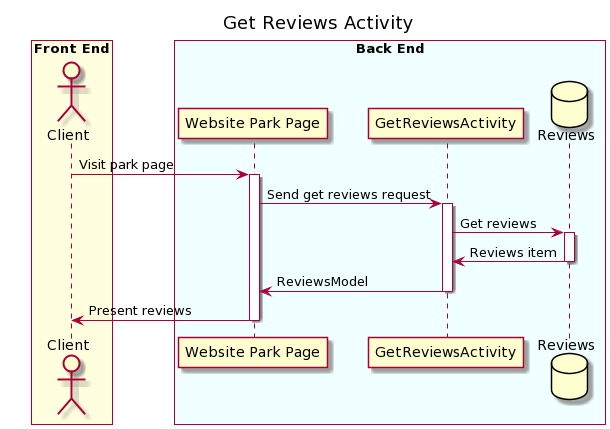 Get Reviews Activity
Front End
Back End
Client
Website Park Page
GetReviewsActivity
Reviews
Visit park page
Send get reviews request
Get reviews
Reviews item
ReviewsModel
Present reviews
Client
Website Park Page
GetReviewsActivity
Reviews